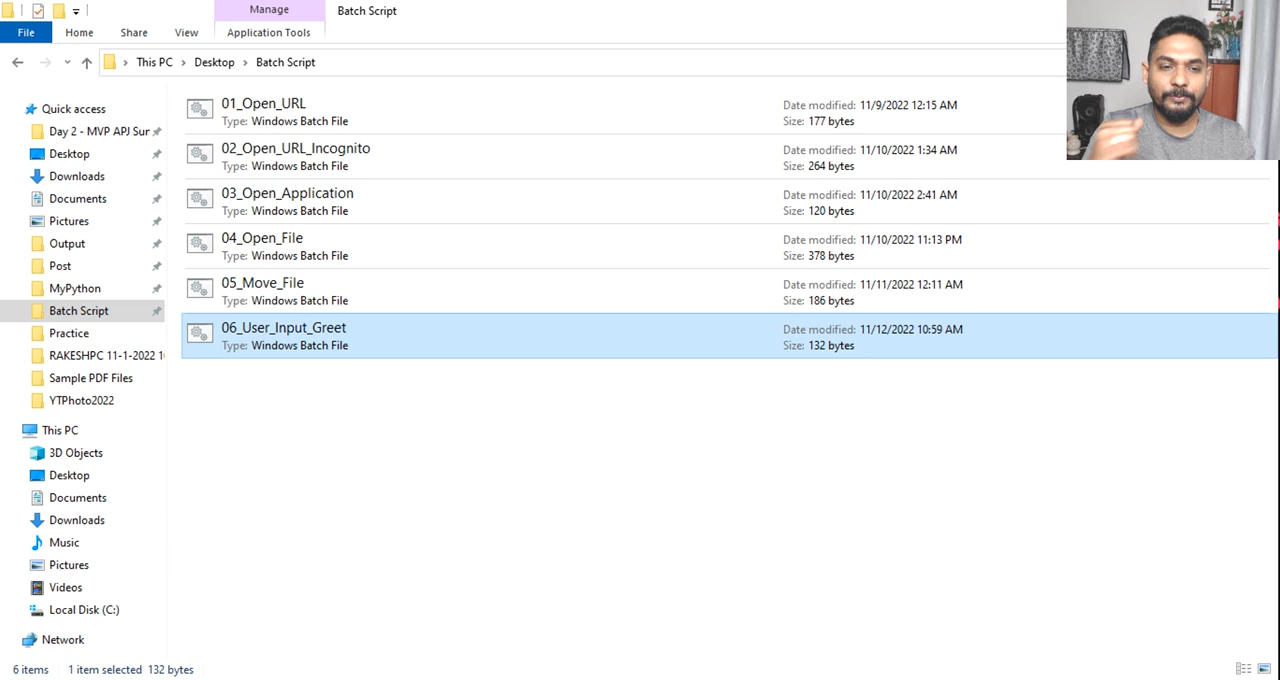 Manage
Batch Script
File
Home
Share
View
Application Tools
This PC
Desktop
Batch Script
Quick access
Day 2 - MVP APJ Sur
Desktop
Downloads
Documents
Pictures
Output
Post
MyPython
Batch Script
Practice
RAKESHPC 11-1-2022 1
Sample PDF Files
YTPhoto2022
This PC
3D Objects
Desktop
Documents
Downloads
Music
Pictures
Videos
Local Disk (C:)
Network
01_Open_URL
Type: Windows Batch File
Date modified: 11/9/2022 12:15 AM
Size: 177 bytes
02_Open_URL_Incognito
Type: Windows Batch File
Date modified: 11/10/2022 1:34 AM
Size: 264 bytes
03_Open_Application
Type: Windows Batch File
Date modified: 11/10/2022 2:41 AM
Size: 120 bytes
04_Open_File
Type: Windows Batch File
Date modified: 11/10/2022 11:13 PM
Size: 378 bytes
05_Move_File
Type: Windows Batch File
Date modified: 11/11/2022 12:11 AM
Size: 186 bytes
06_User_Input_Greet
Type: Windows Batch File
Date modified: 11/12/2022 10:59 AM
Size: 132 bytes
6 items
1 item selected 132 bytes